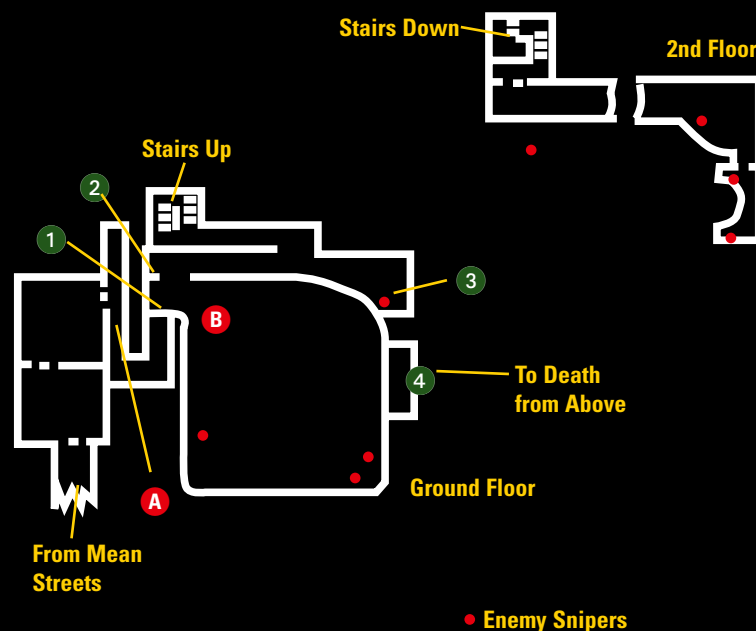 Stairs Down
2nd Floor
Stairs Up
2
1
B
3
4
To Death
from Above
A
Ground Floor
From Mean
Streets
Enemy Snipers